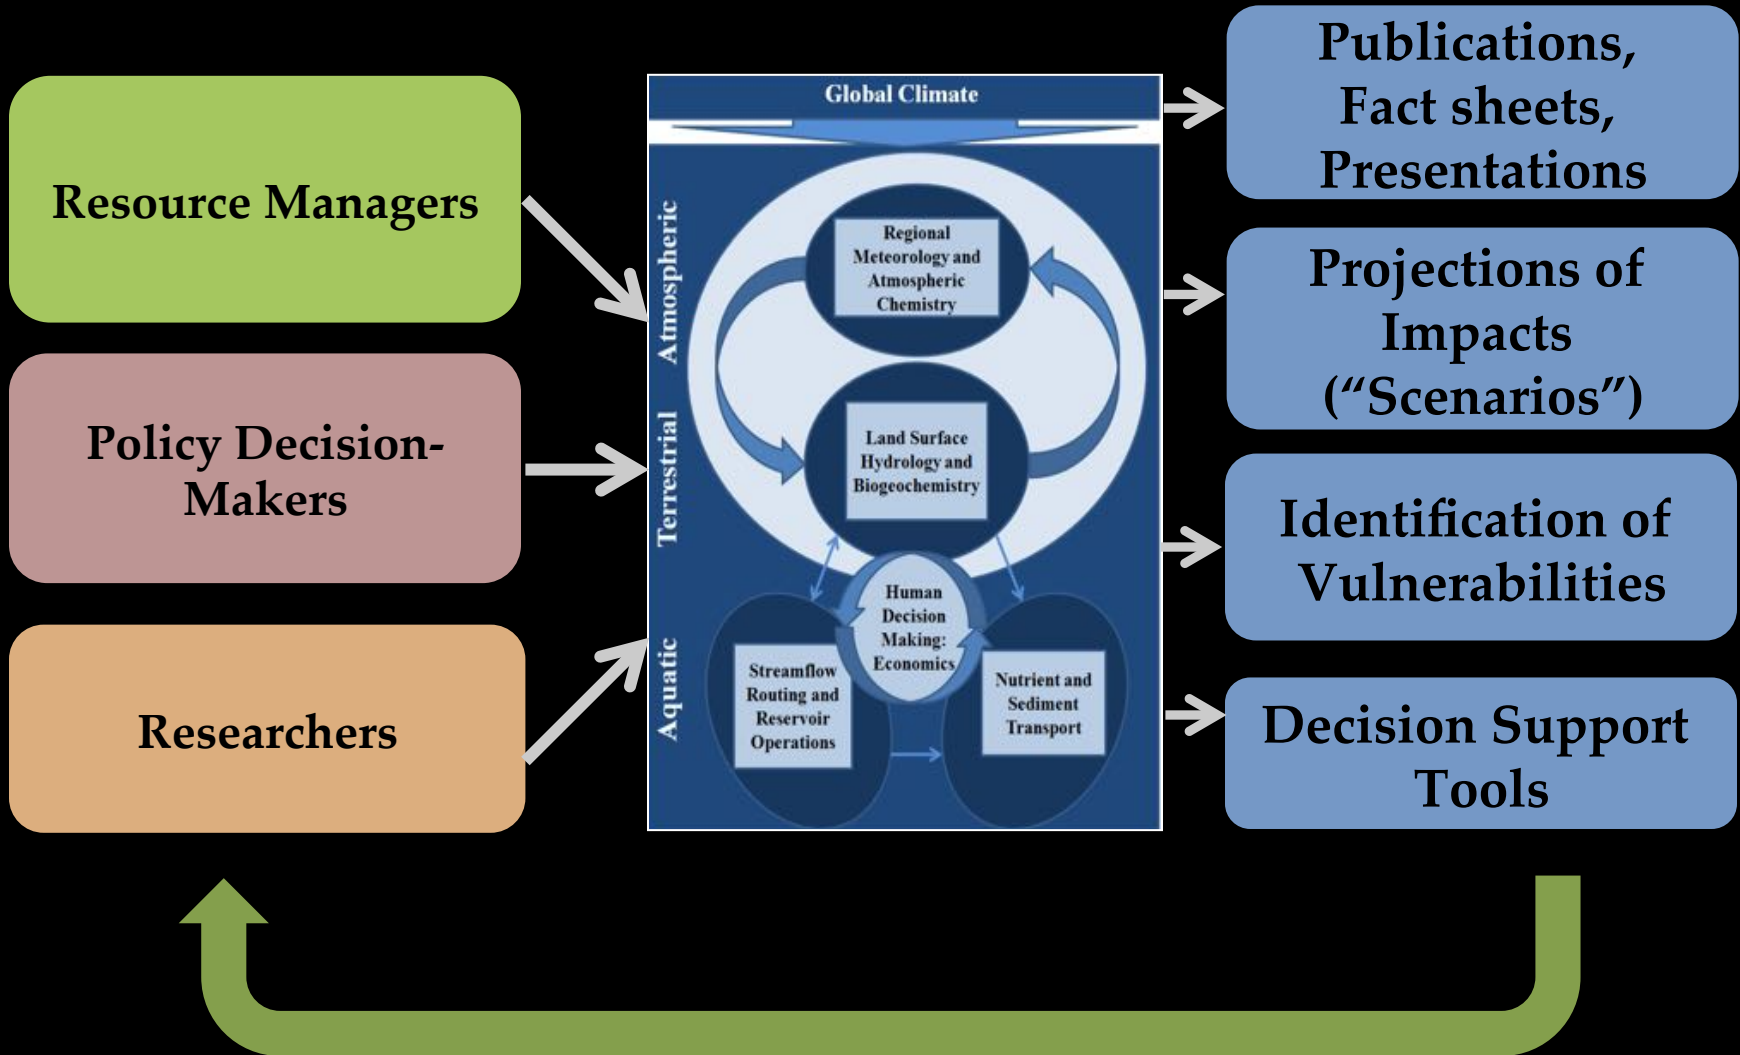 Resource Managers
Policy Decision-
Makers
Researchers
Global Climate
Atmospheric
Terrestrial
Aquatic
Regional
Meteorology and
Atmospheric
Chemistry
Land Surface
Hydrology and
Biogeochemistry
Human
Decision
Making:
Economics
Streamflow
Routing and
Reservoir
Operations
Nutrient and
Sediment
Transport
Publications,
Fact sheets,
Presentations
Projections of
Impacts
(“Scenarios”)
Identification of
Vulnerabilities
Decision Support
Tools